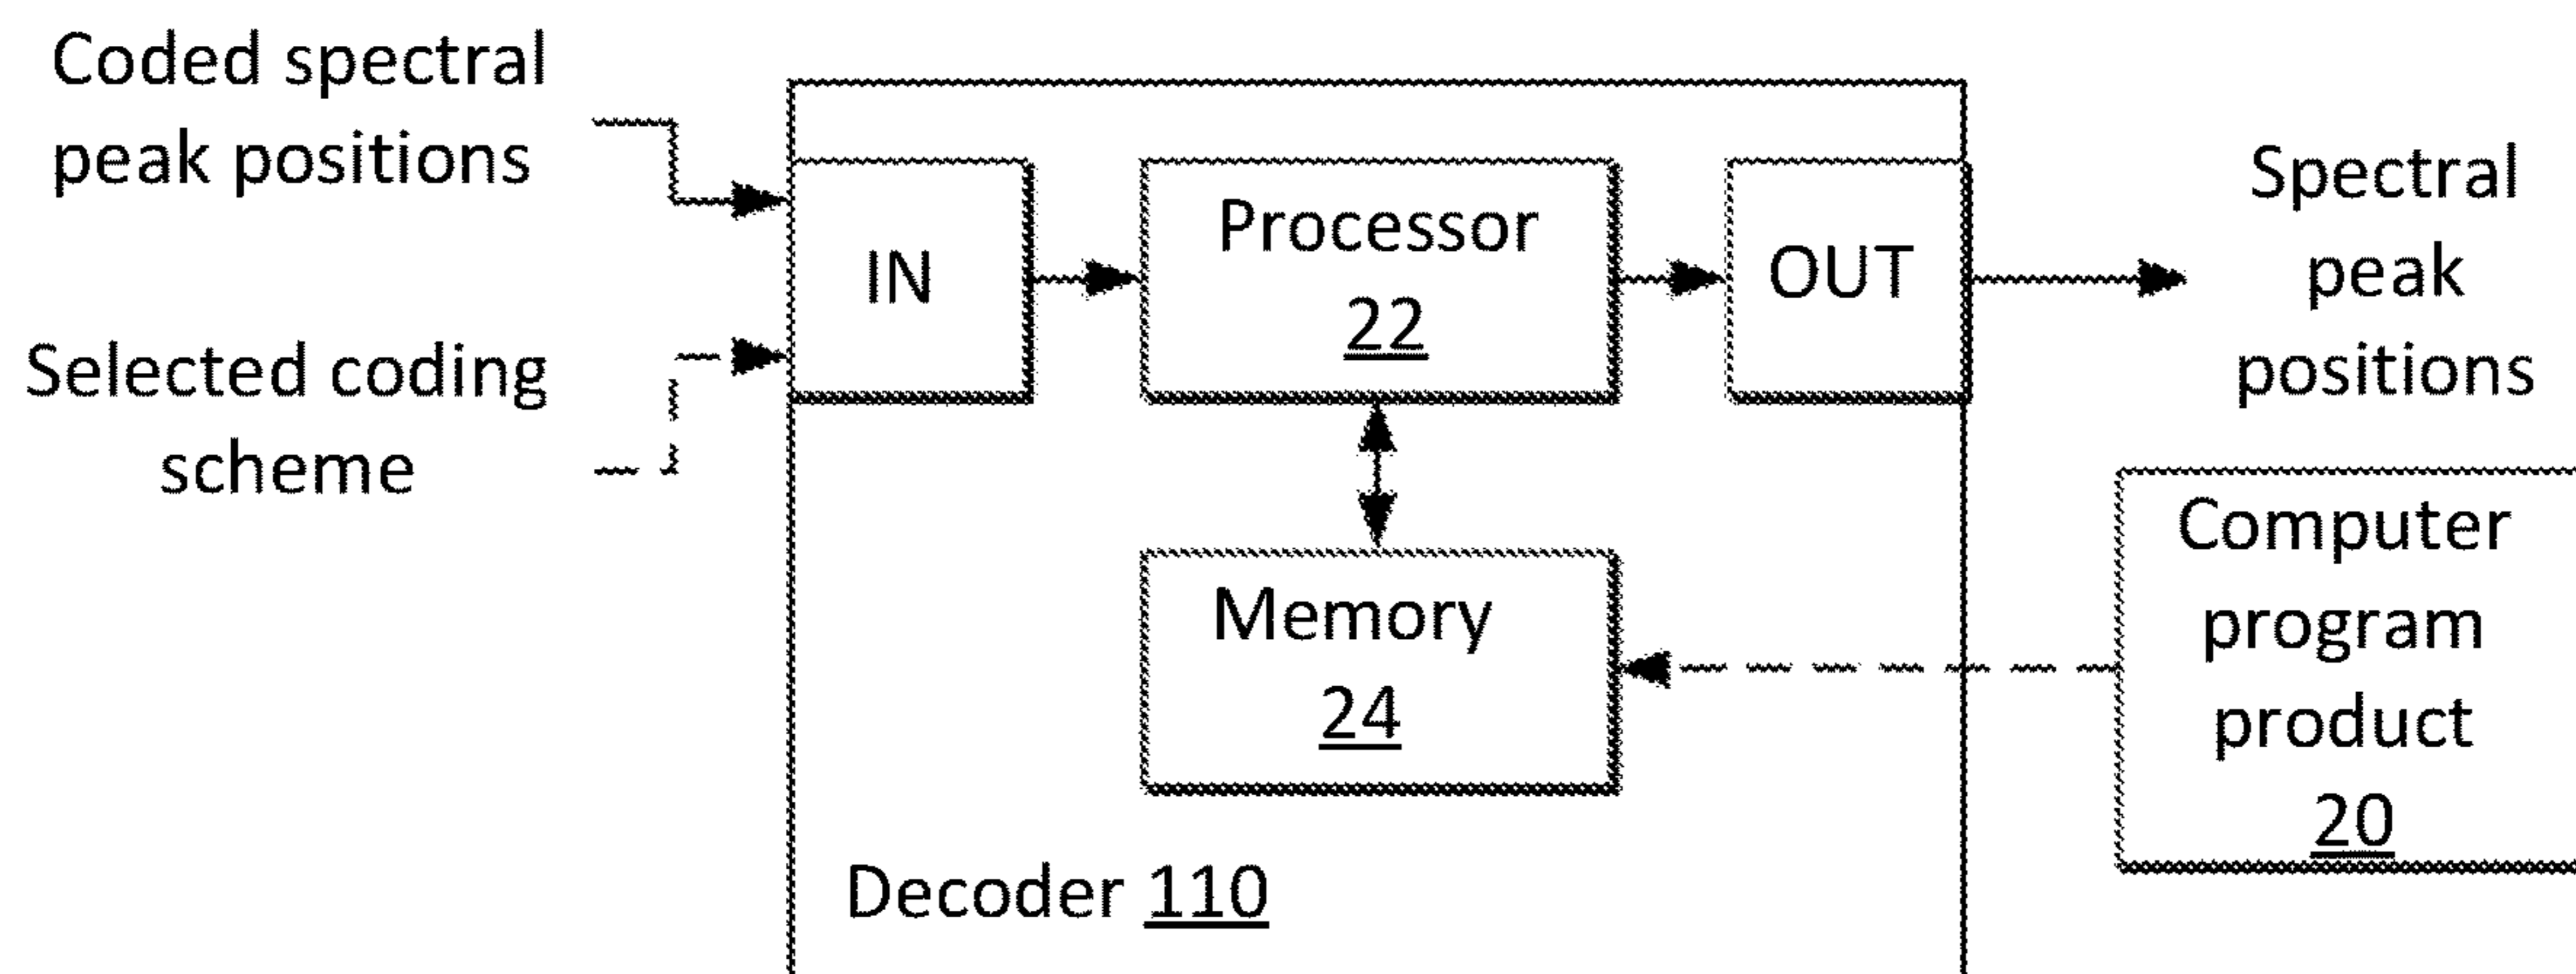 Coded spectral
peak positions
Selected coding
scheme
IN
Processor
22
OUT
Memory
24
Decoder 110
Spectral
peak
positions
Computer
program
product
20